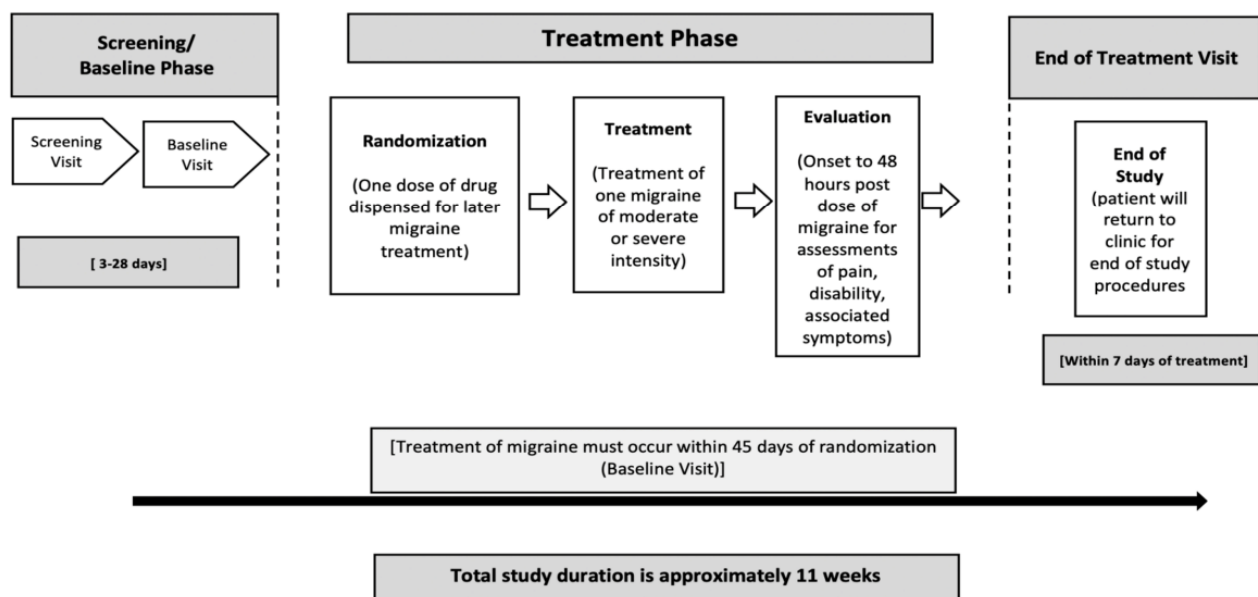 Screening/
Baseline Phase
Screening
Visit
Baseline
Visit
[ 3-28 days]
Treatment Phase
Randomization
(One dose of drug
dispensed for later
migraine
treatment)
Treatment
(Treatment of
one migraine
of moderate
or severe
intensity)
Evaluation
(Onset to 48
hours post
dose of
migraine for
assessments
of pain,
disability,
associated
symptoms)
End of Treatment Visit
End of
Study
(patient will
return to
clinic for
end of study
procedures
[Within 7 days of treatment]
[Treatment of migraine must occur within 45 days of randomization
(Baseline Visit)]
Total study duration is approximately 11 weeks